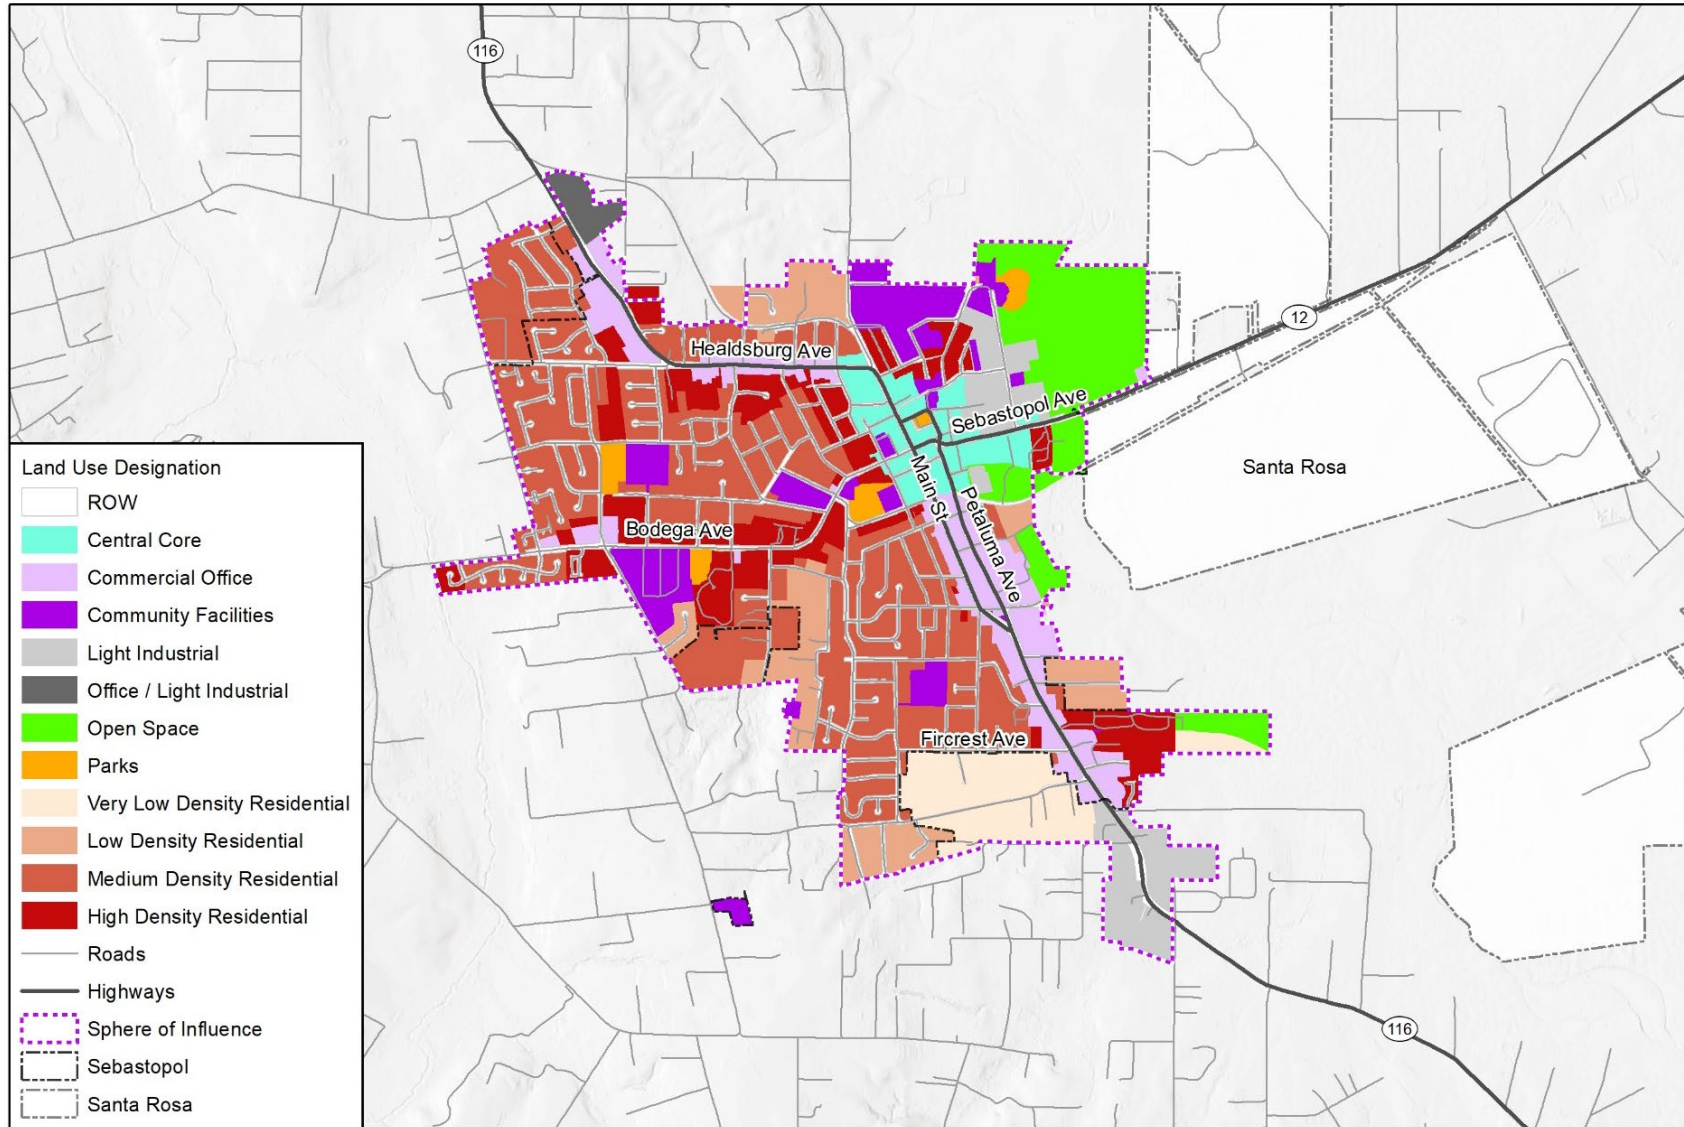 116
12
Healdsburg Ave
Sebastopol Ave
Santa Rosa
Main St
Petaluma Ave
Bodega Ave
Fircrest Ave
116
Land Use Designation
ROW
Central Core
Commercial Office
Community Facilities
Light Industrial
Office / Light Industrial
Open Space
Parks
Very Low Density Residential
Low Density Residential
Medium Density Residential
High Density Residential
Roads
Highways
Sphere of Influence
Sebastopol
Santa Rosa